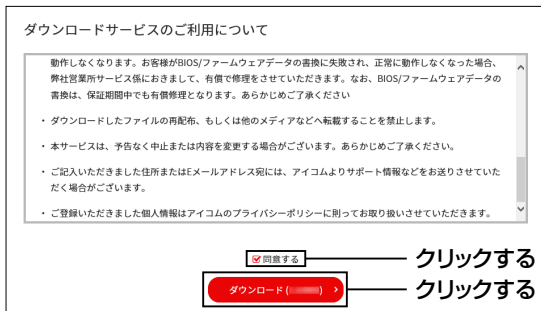 ダウンロードサービスのご利用について
動作しなくなります。お客様がBIOS/ファームウェアデータの書換に失敗され、正常に動作しなくなった場合、
弊社営業所サービス係におきまして、有償で修理をさせていただきます。なお、BIOS/ファームウェアデータの
書換は、保証期間中でも有償修理となります。あらかじめご了承ください
・ ダウンロードしたファイルの再配布、もしくは他のメディアなどへ転載することを禁止します。
・ 本サービスは、予告なく中止または内容を変更する場合がございます。あらかじめご了承ください。
・ ご記入いただきました住所またはEメールアドレス宛には、アイコムよりサポート情報などをお送りさせていた
だく場合がございます。
・ ご登録いただきました個人情報はアイコムのプライバシーポリシーに則ってお取り扱いさせていただきます。
同意する クリックする
ダウンロード ( ) クリックする